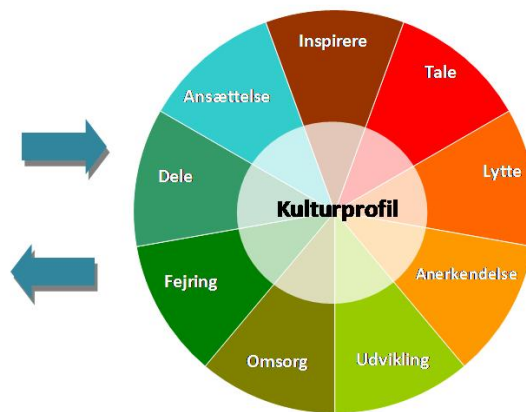 Inspirere
Tale
Lytte
Anerkendelse
Udvikling
Omsorg
Fejring
Dele
Ansættelse
Kulturprofil